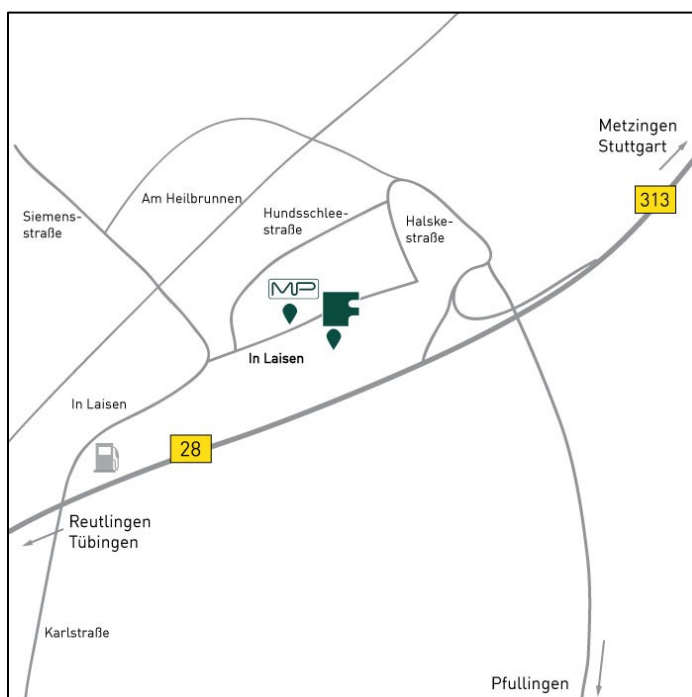 Metzingen
Stuttgart
313
Am Heilbrunnen
Siemens-
straße
Hundsschlee-
straße
Halske-
straße
MP
In Laisen
In Laisen
28
Reutlingen
Tübingen
Karlstraße
Pfullingen